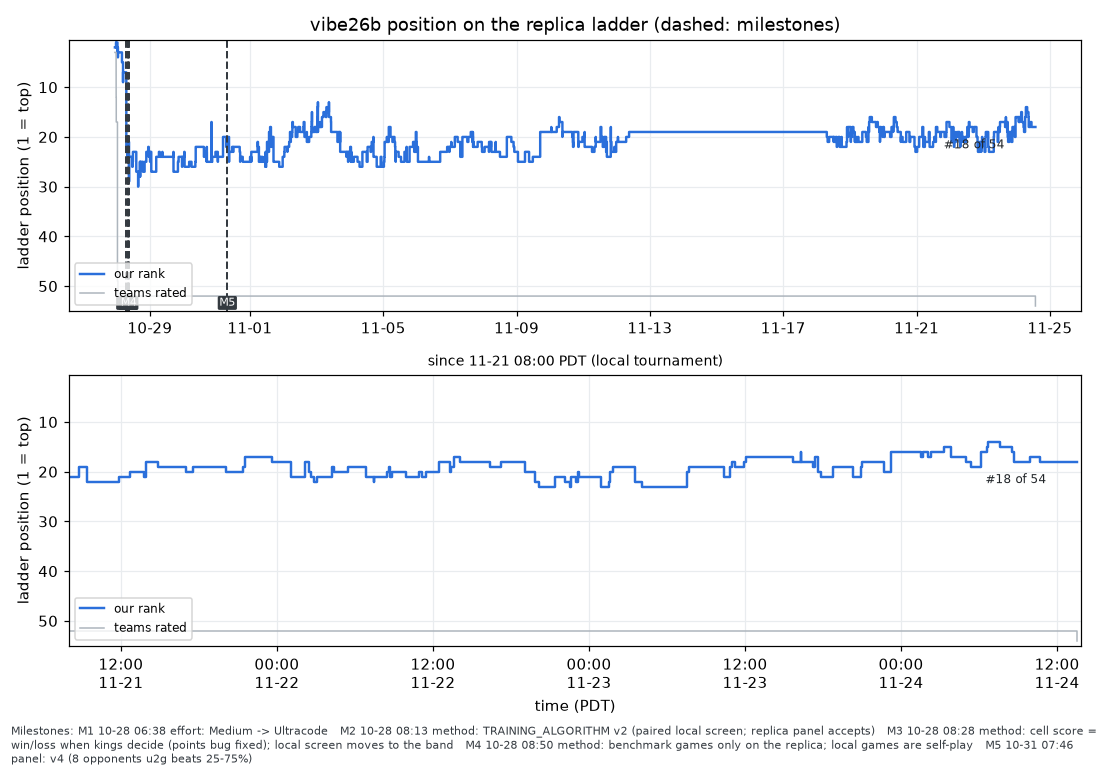 vibe26b position on the replica ladder (dashed: milestones)
ladder position (1 = top)
10
20
30
40
50
#18 of 54
our rank
teams rated
M5
10-29
11-01
11-05
11-09
11-13
11-17
11-21
11-25
since 11-21 08:00 PDT (local tournament)
ladder position (1 = top)
10
20
30
40
50
#18 of 54
our rank
teams rated
12:00 00:00 12:00 00:00 12:00 00:00 12:00
11-21 11-22 11-22 11-23 11-23 11-24 11-24
time (PDT)
Milestones: M1 10-28 06:38 effort: Medium -> Ultracode M2 10-28 08:13 method: TRAINING_ALGORITHM v2 (paired local screen; replica panel accepts) M3 10-28 08:28 method: cell score =
win/loss when kings decide (points bug fixed); local screen moves to the band M4 10-28 08:50 method: benchmark games only on the replica; local games are self-play M5 10-31 07:46
panel: v4 (8 opponents u2g beats 25-75%)